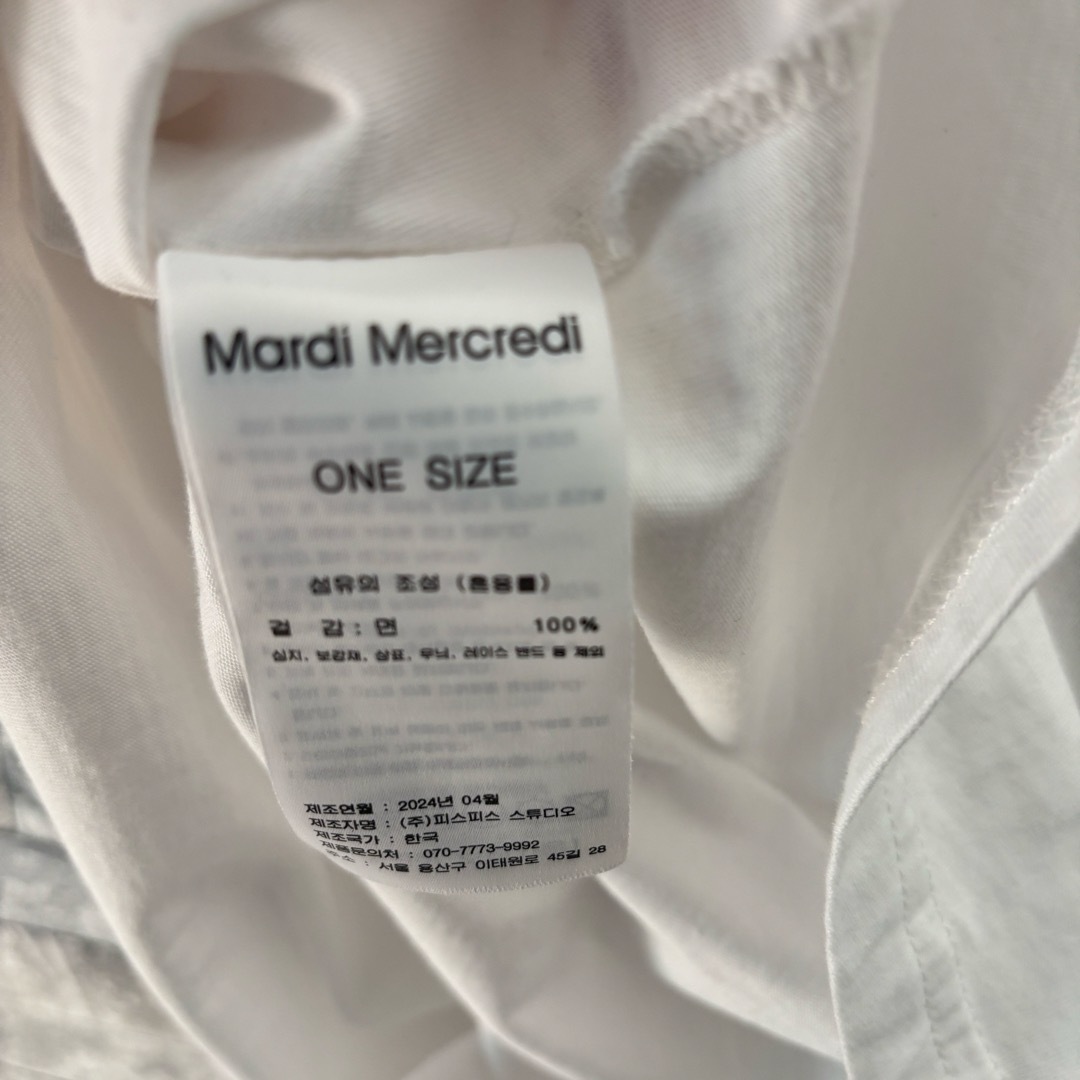 Mardi Mercredi
ONE SIZE
섬유의 조성 (혼용률)
겉 감 : 면 100%
심지, 보강재, 상표, 무늬, 레이스 밴드 등 제외
제조연월 : 2024년 04월
제조자명 : (주)피스피스 스튜디오
제조국가 : 한국
제품문의처 : 070-7773-9992
주소 : 서울 용산구 이태원로 45길 28